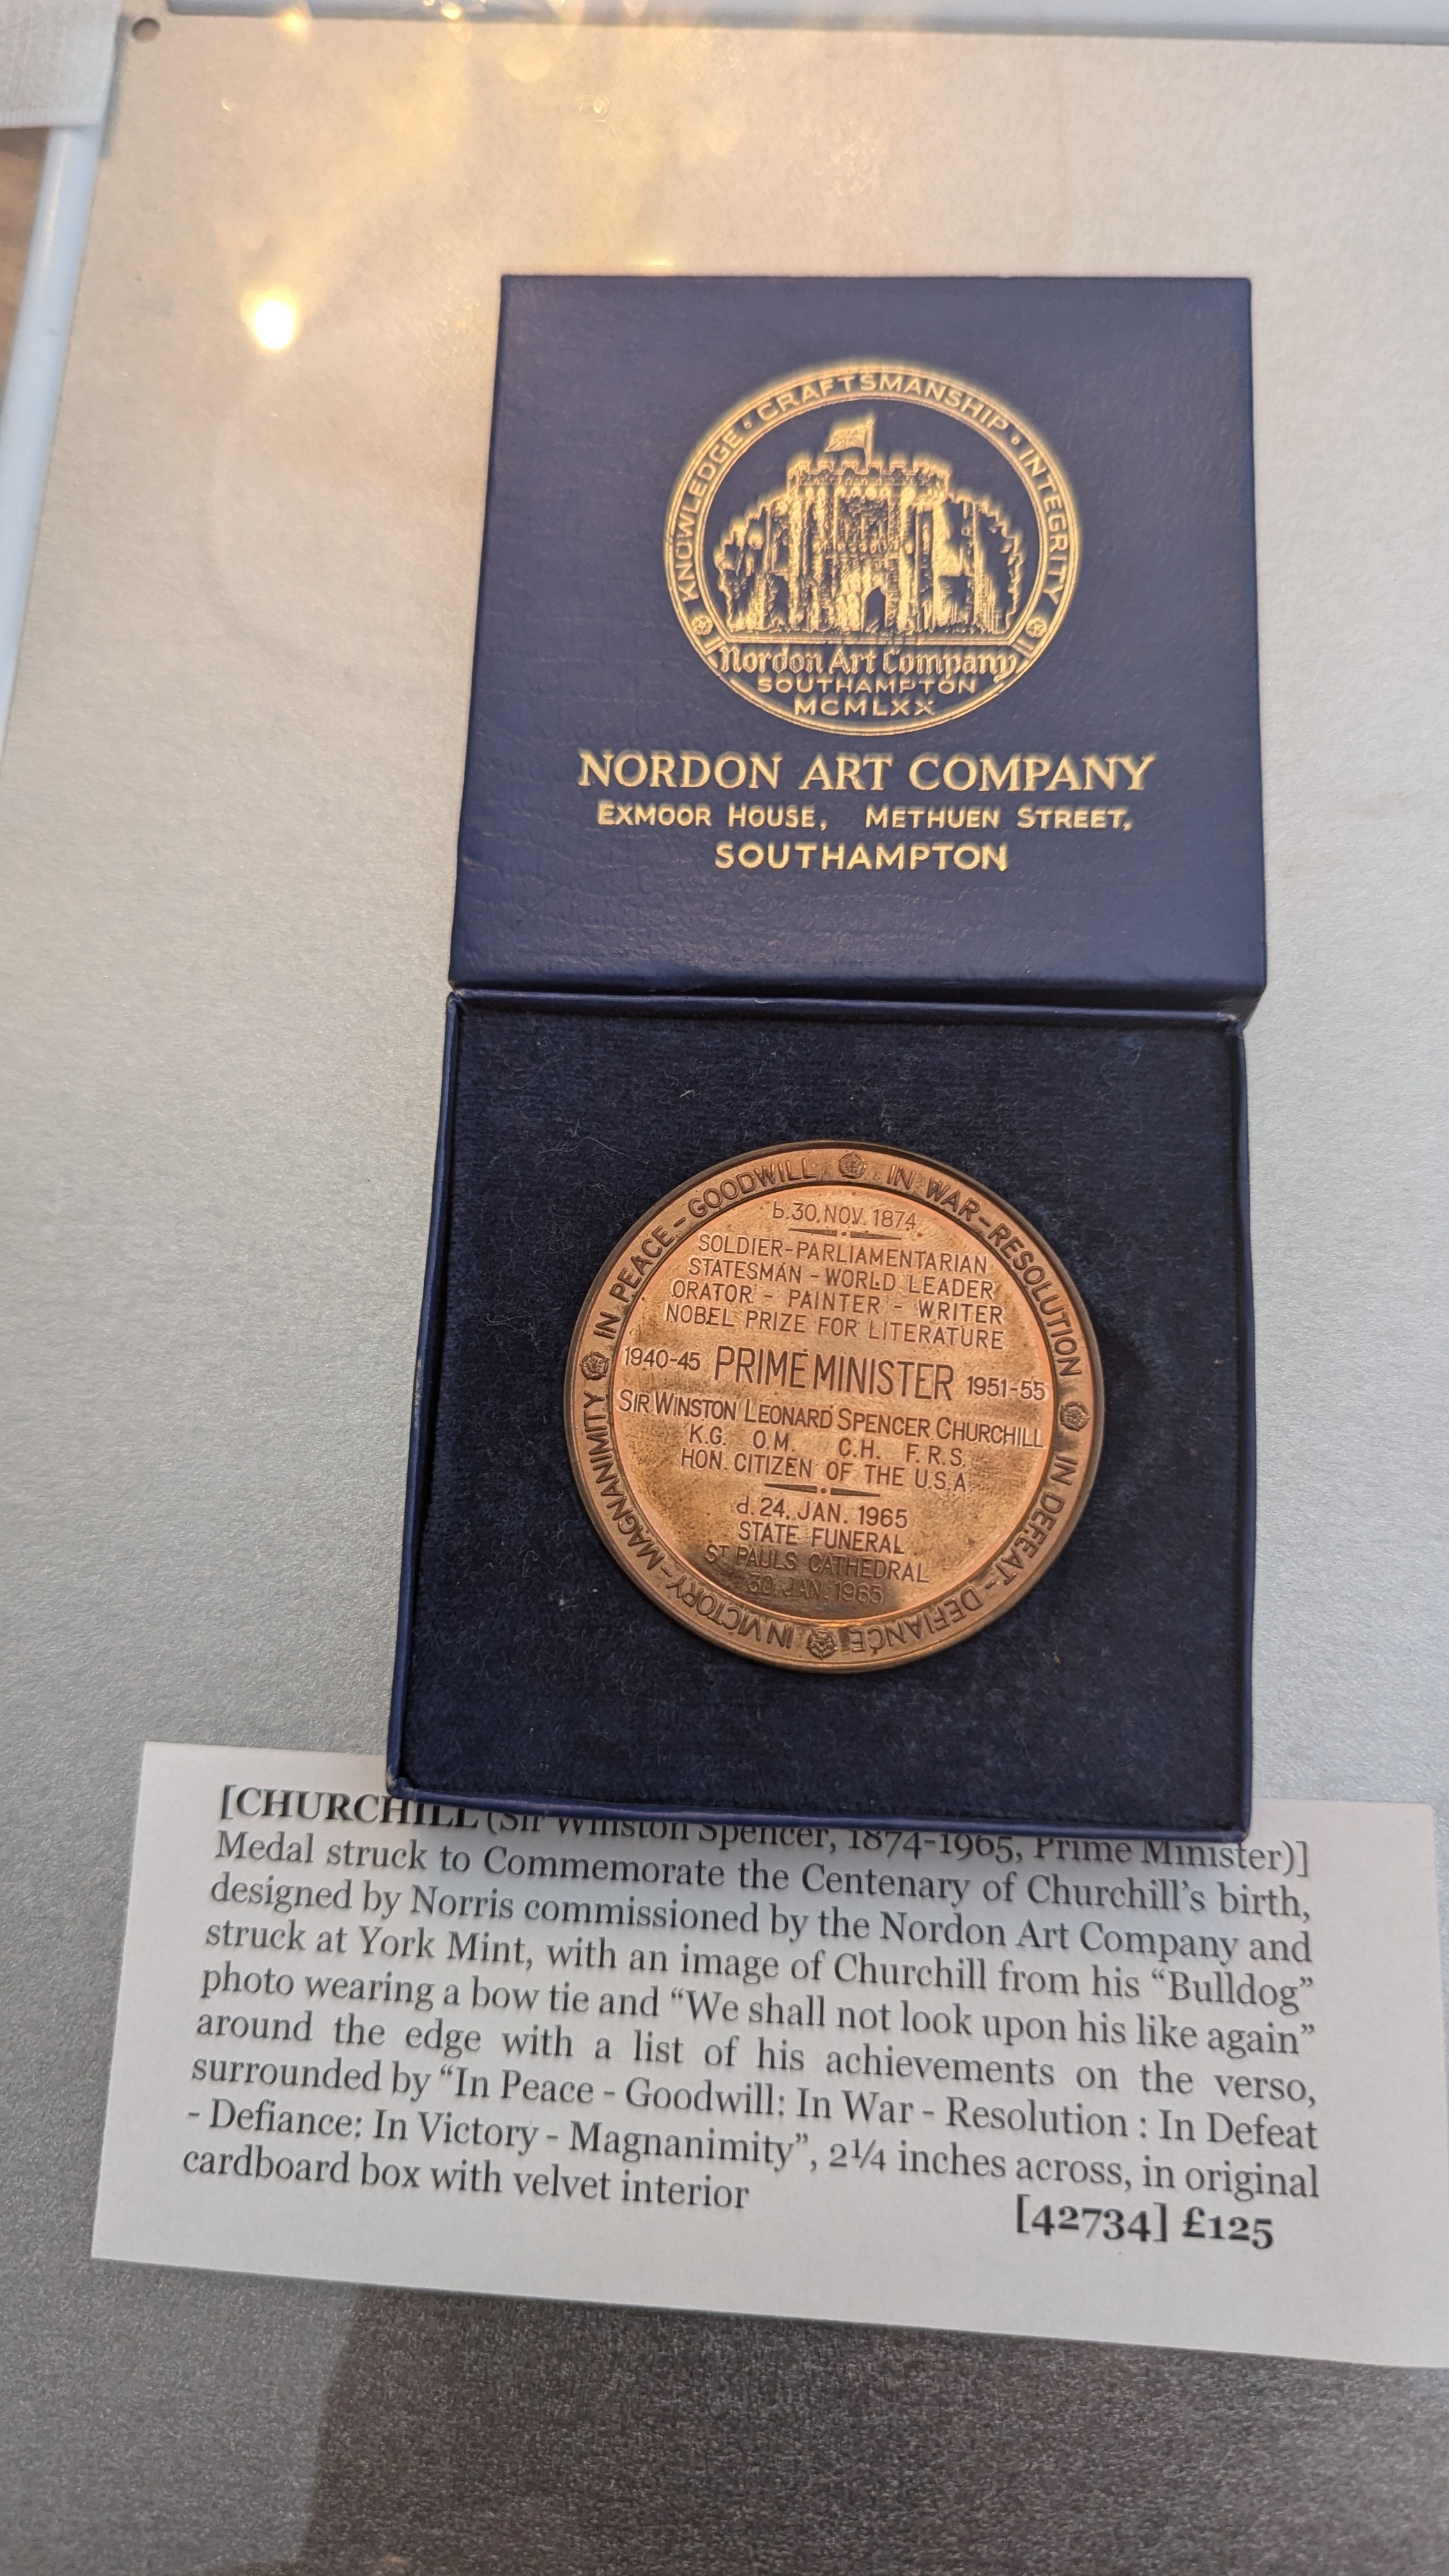 KNOWLEDGE · CRAFTSMANSHIP · INTEGRITY
Nordon Art Company
SOUTHAMPTON
MCMLXX
NORDON ART COMPANY
EXMOOR HOUSE, METHUEN STREET,
SOUTHAMPTON
IN PEACE - GOODWILL IN WAR - RESOLUTION IN DEFEAT - DEFIANCE IN VICTORY - MAGNANIMITY
b. 30. NOV. 1874
SOLDIER - PARLIAMENTARIAN
STATESMAN - WORLD LEADER
ORATOR - PAINTER - WRITER
NOBEL PRIZE FOR LITERATURE
1940-45 PRIME MINISTER 1951-55
SIR WINSTON LEONARD SPENCER CHURCHILL
K.G. O.M. C.H. F.R.S.
HON. CITIZEN OF THE U.S.A.
d. 24. JAN. 1965
STATE FUNERAL
ST PAULS CATHEDRAL
30. JAN. 1965
[CHURCHILL (Sir Winston Spencer, 1874-1965, Prime Minister)]
Medal struck to Commemorate the Centenary of Churchill's birth,
designed by Norris commissioned by the Nordon Art Company and
struck at York Mint, with an image of Churchill from his “Bulldog”
photo wearing a bow tie and “We shall not look upon his like again”
around the edge with a list of his achievements on the verso,
surrounded by “In Peace - Goodwill: In War - Resolution : In Defeat
- Defiance: In Victory - Magnanimity”, 2¼ inches across, in original
cardboard box with velvet interior
[42734] £125